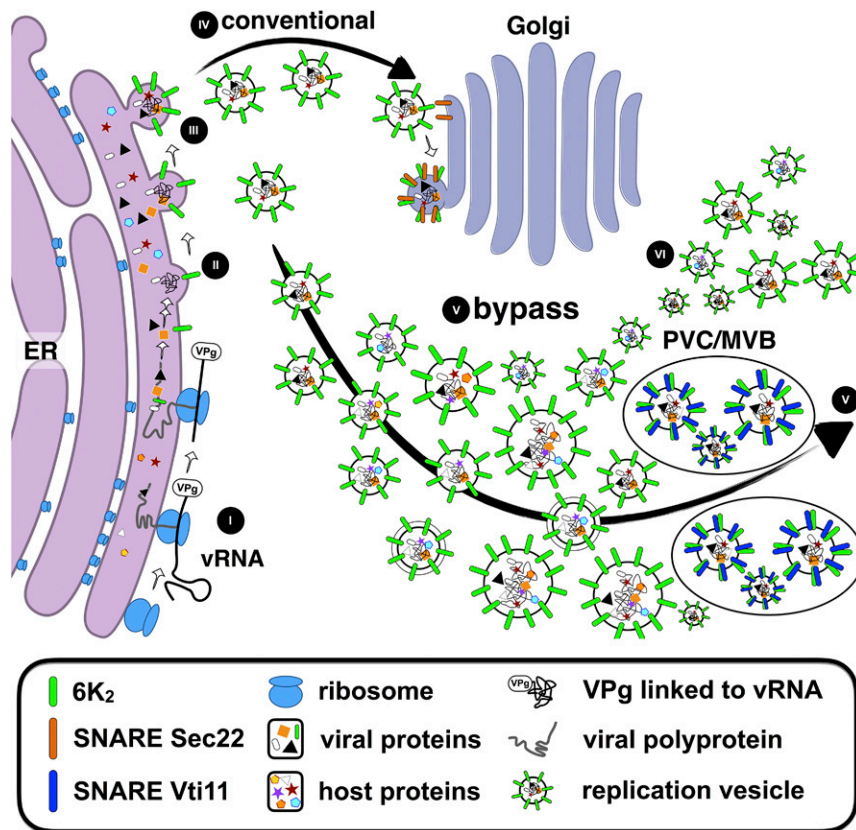 IV conventional
Golgi
III
II
VI
V bypass
ER
PVC/MVB
VPg
V
VPg
I
vRNA
6K₂
ribosome
VPg VPg linked to vRNA
SNARE Sec22
viral proteins
viral polyprotein
SNARE Vti11
host proteins
replication vesicle